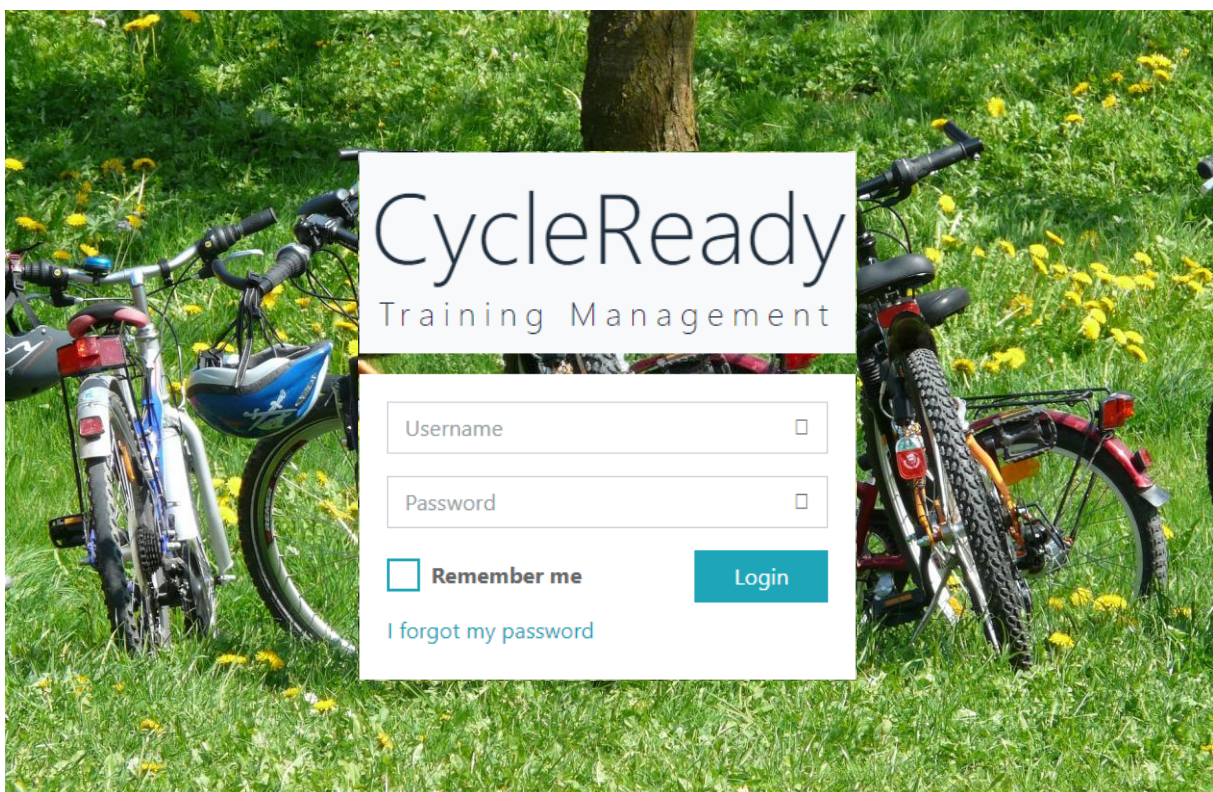 CycleReady
Training Management
Username
Password
Remember me
Login
I forgot my password